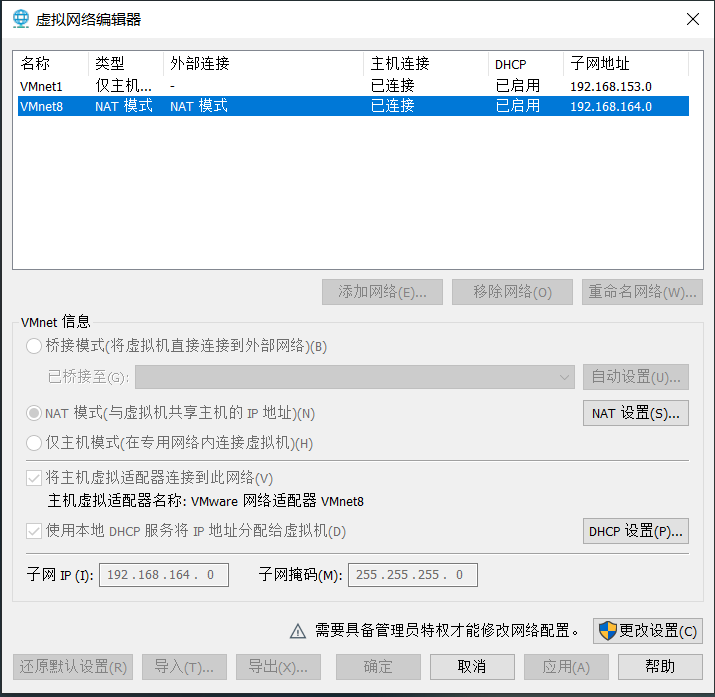 虚拟网络编辑器
名称 类型 外部连接 主机连接 DHCP 子网地址
VMnet1 仅主机... - 已连接 已启用 192.168.153.0
VMnet8 NAT 模式 NAT 模式 已连接 已启用 192.168.164.0
添加网络(E)... 移除网络(O) 重命名网络(W)...
VMnet 信息
桥接模式(将虚拟机直接连接到外部网络)(B)
已桥接至(G): 自动设置(U)...
NAT 模式(与虚拟机共享主机的 IP 地址)(N) NAT 设置(S)...
仅主机模式(在专用网络内连接虚拟机)(H)
将主机虚拟适配器连接到此网络(V)
主机虚拟适配器名称: VMware 网络适配器 VMnet8
使用本地 DHCP 服务将 IP 地址分配给虚拟机(D) DHCP 设置(P)...
子网 IP (I): 192 . 168 . 164 . 0 子网掩码(M): 255 . 255 . 255 . 0
需要具备管理员特权才能修改网络配置。 更改设置(C)
还原默认设置(R) 导入(T)... 导出(X)... 确定 取消 应用(A) 帮助